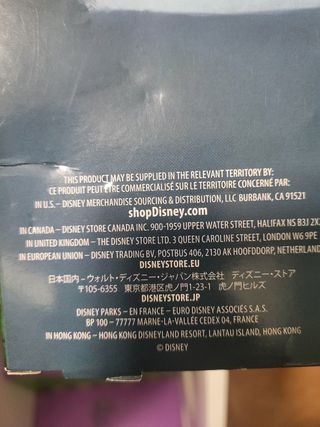 THIS PRODUCT MAY BE SUPPLIED IN THE RELEVANT TERRITORY BY:
CE PRODUIT PEUT ÊTRE COMMERCIALISÉ SUR LE TERRITOIRE CONCERNÉ PAR:
IN U.S. – DISNEY MERCHANDISE SOURCING & DISTRIBUTION, LLC BURBANK, CA 91521
shopDisney.com
IN CANADA – DISNEY STORE CANADA INC. 900-1959 UPPER WATER STREET, HALIFAX NS B3J 2X2
IN UNITED KINGDOM – THE DISNEY STORE LTD. 3 QUEEN CAROLINE STREET, LONDON W6 9PE
IN EUROPEAN UNION – DISNEY TRADING BV, POSTBUS 406, 2130 AK HOOFDDORP, NETHERLAND
DISNEYSTORE.EU
日本国内 – ウォルト・ディズニー・ジャパン株式会社 ディズニー・ストア
〒105-6355 東京都港区虎ノ門1-23-1 虎ノ門ヒルズ
DISNEYSTORE.JP
DISNEY PARKS – EN FRANCE – EURO DISNEY ASSOCIÉS S.A.S.
BP 100 – 77777 MARNE-LA-VALLÉE CEDEX 04, FRANCE
IN HONG KONG – HONG KONG DISNEYLAND RESORT, LANTAU ISLAND, HONG KONG
© DISNEY